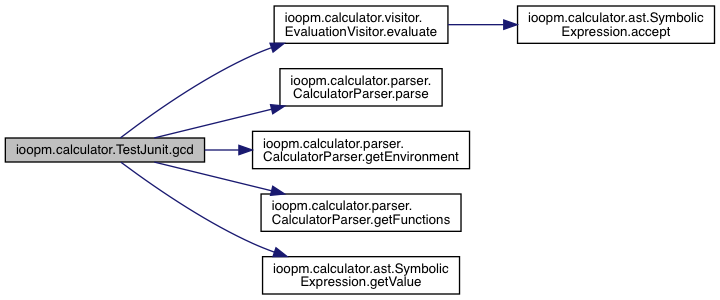 ioopm.calculator.TestJunit.gcd
ioopm.calculator.visitor.
EvaluationVisitor.evaluate
ioopm.calculator.ast.Symbolic
Expression.accept
ioopm.calculator.parser.
CalculatorParser.parse
ioopm.calculator.parser.
CalculatorParser.getEnvironment
ioopm.calculator.parser.
CalculatorParser.getFunctions
ioopm.calculator.ast.Symbolic
Expression.getValue